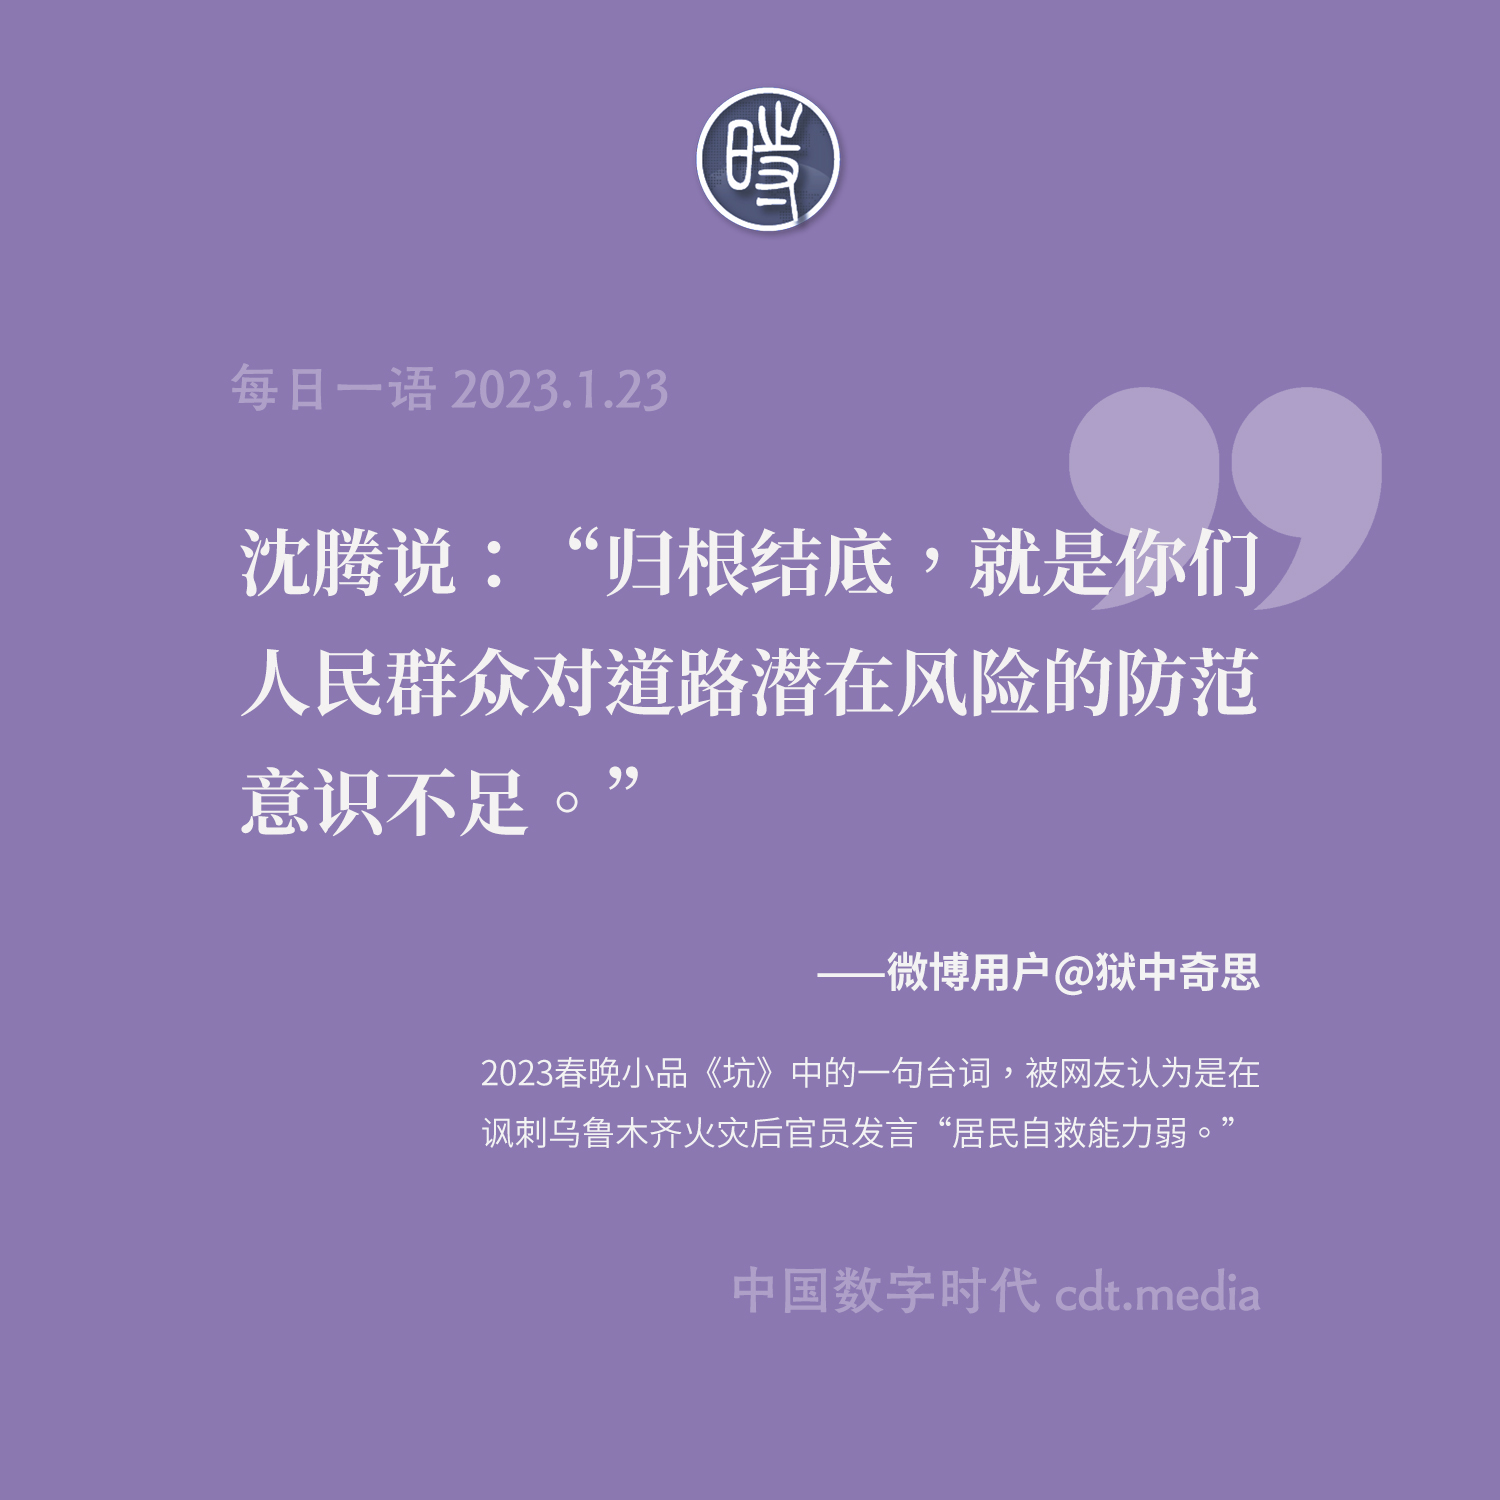 時
每日一语 2023.1.23
沈腾说：“归根结底，就是你们
人民群众对道路潜在风险的防范
意识不足。”
——微博用户@狱中奇思
2023春晚小品《坑》中的一句台词，被网友认为是在
讽刺乌鲁木齐火灾后官员发言“居民自救能力弱。”
中国数字时代 cdt.media